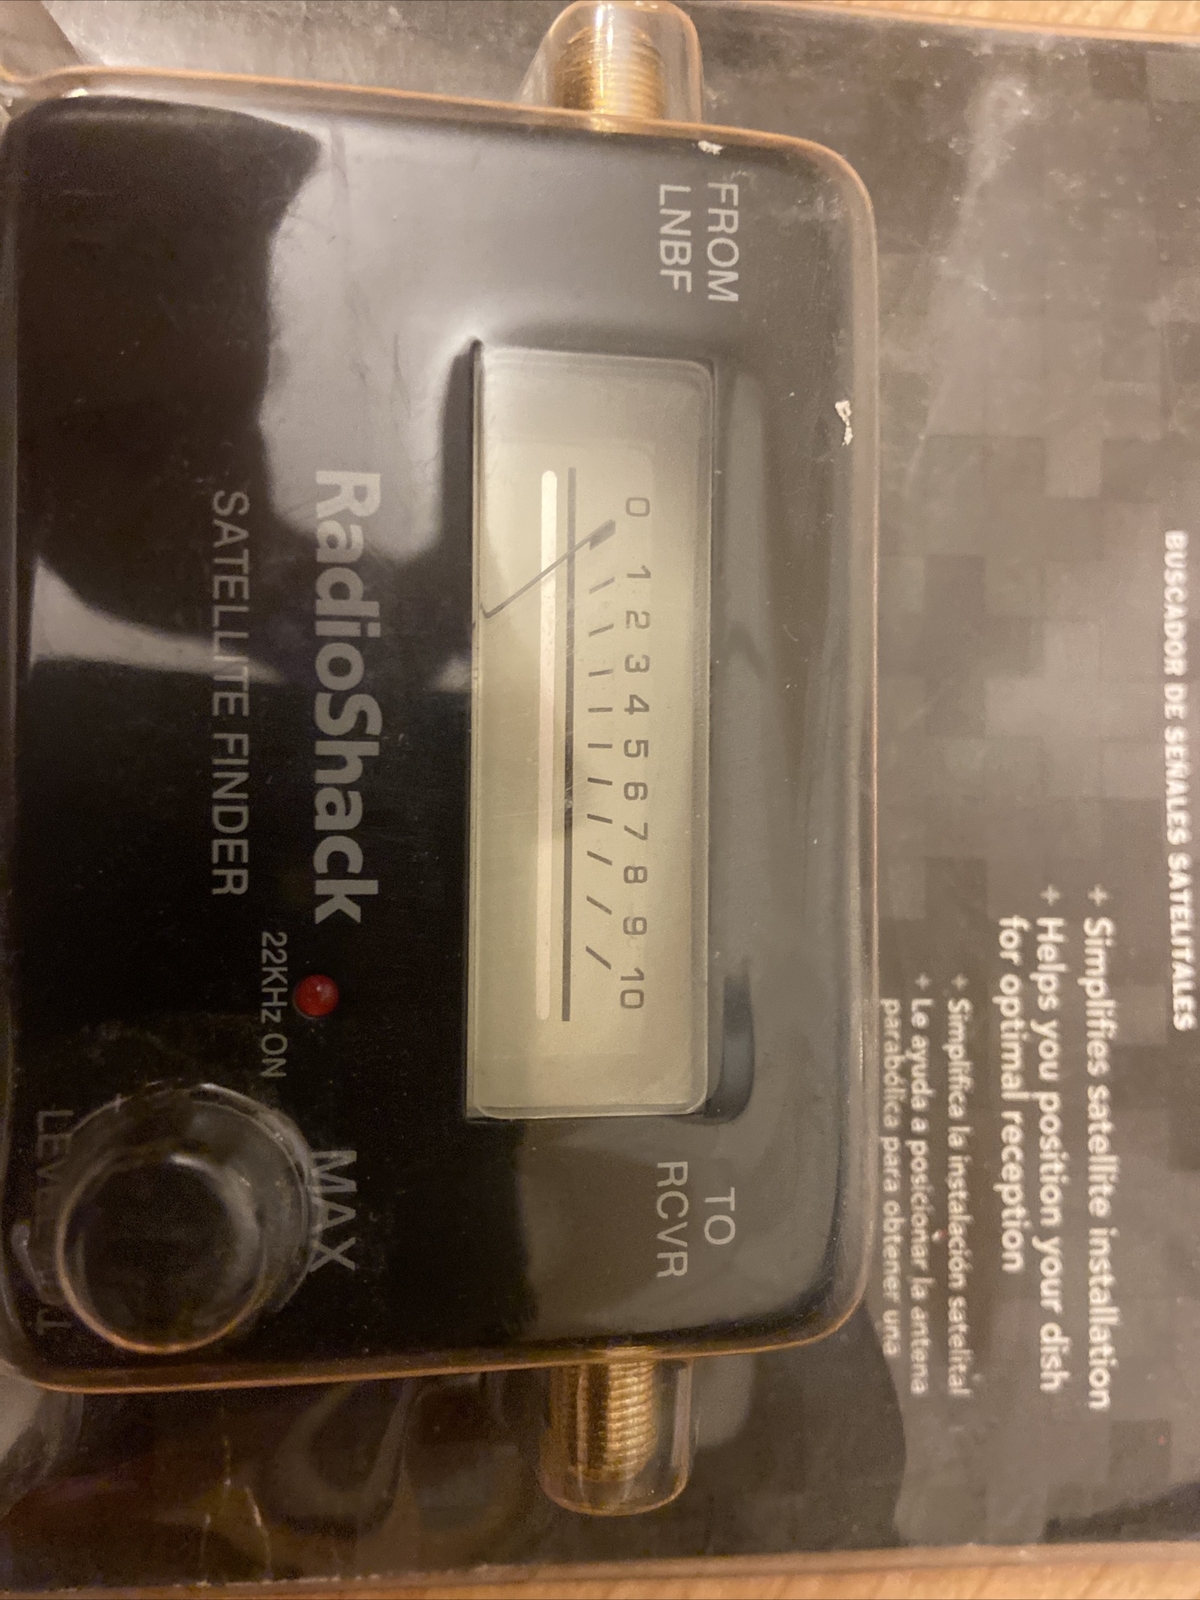 BUSCADOR DE SEÑALES SATELITALES
+ Simplifies satellite installation
+ Helps you position your dish
for optimal reception
+ Simplifica la instalación satelital
+ Le ayuda a posicionar la antena
parabólica para obtener una
FROM
LNBF
TO
RCVR
0 1 2 3 4 5 6 7 8 9 10
RadioShack
SATELLITE FINDER
22KHz ON
MAX